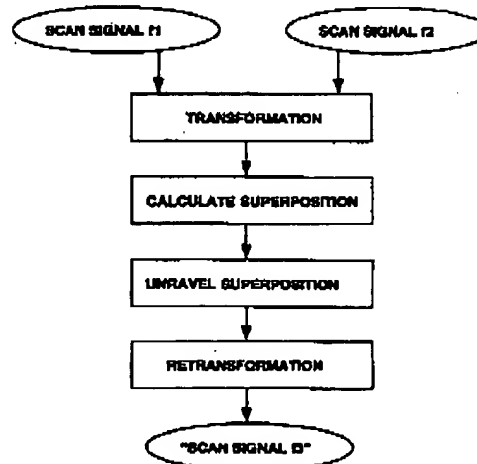 SCAN SIGNAL f1
SCAN SIGNAL f2
TRANSFORMATION
CALCULATE SUPERPOSITION
UNRAVEL SUPERPOSITION
RETRANSFORMATION
"SCAN SIGNAL f3"